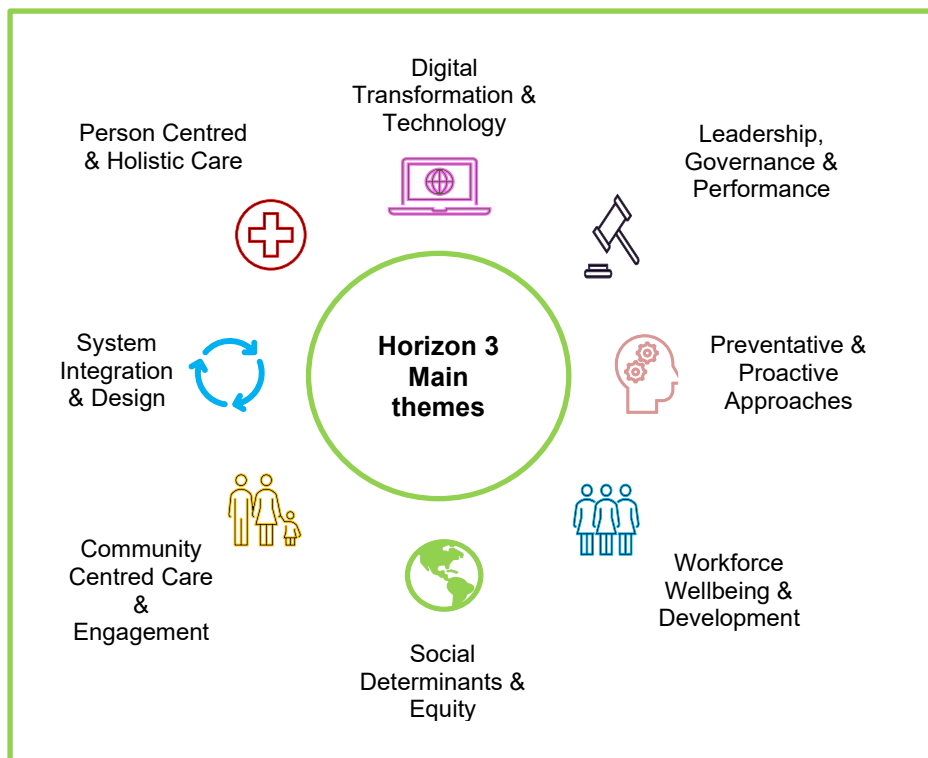 Digital
Transformation &
Technology
Person Centred
& Holistic Care
Leadership,
Governance &
Performance
Horizon 3
Main
themes
System
Integration
& Design
Preventative &
Proactive
Approaches
Community
Centred Care
&
Engagement
Workforce
Wellbeing &
Development
Social
Determinants &
Equity